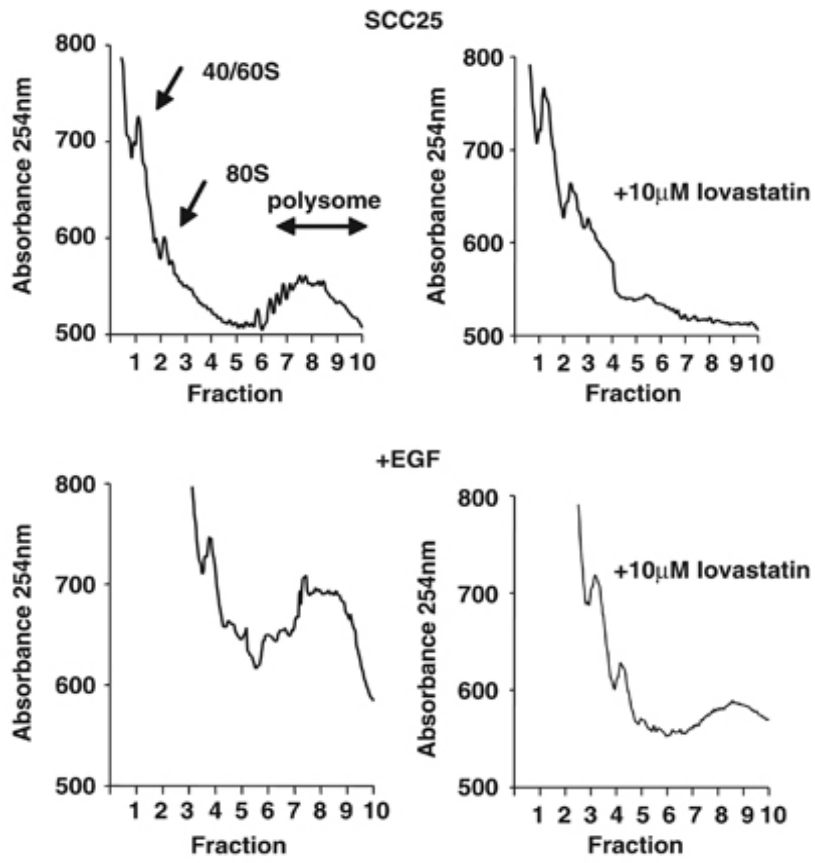 SCC25
800
700
600
500
Absorbance 254nm
40/60S
80S
polysome
1 2 3 4 5 6 7 8 9 10
Fraction
800
700
600
500
Absorbance 254nm
+10μM lovastatin
1 2 3 4 5 6 7 8 9 10
Fraction
+EGF
800
700
600
500
Absorbance 254nm
1 2 3 4 5 6 7 8 9 10
Fraction
800
700
600
500
Absorbance 254nm
+10μM lovastatin
1 2 3 4 5 6 7 8 9 10
Fraction